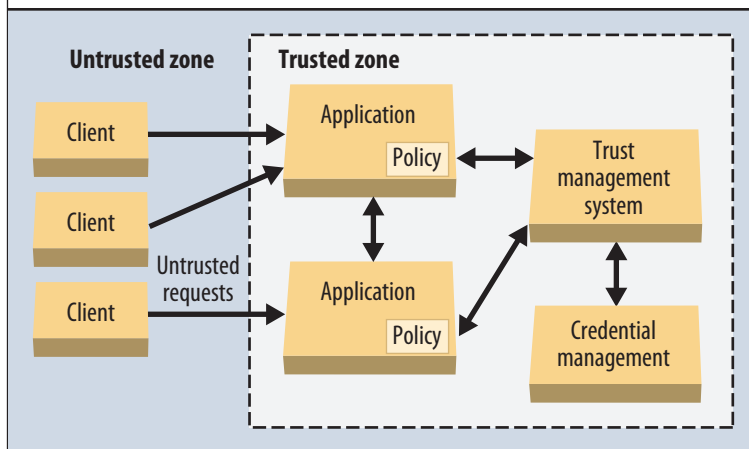 Untrusted zone
Trusted zone
Client
Client
Untrusted
requests
Client
Application
Policy
Application
Policy
Trust
management
system
Credential
management